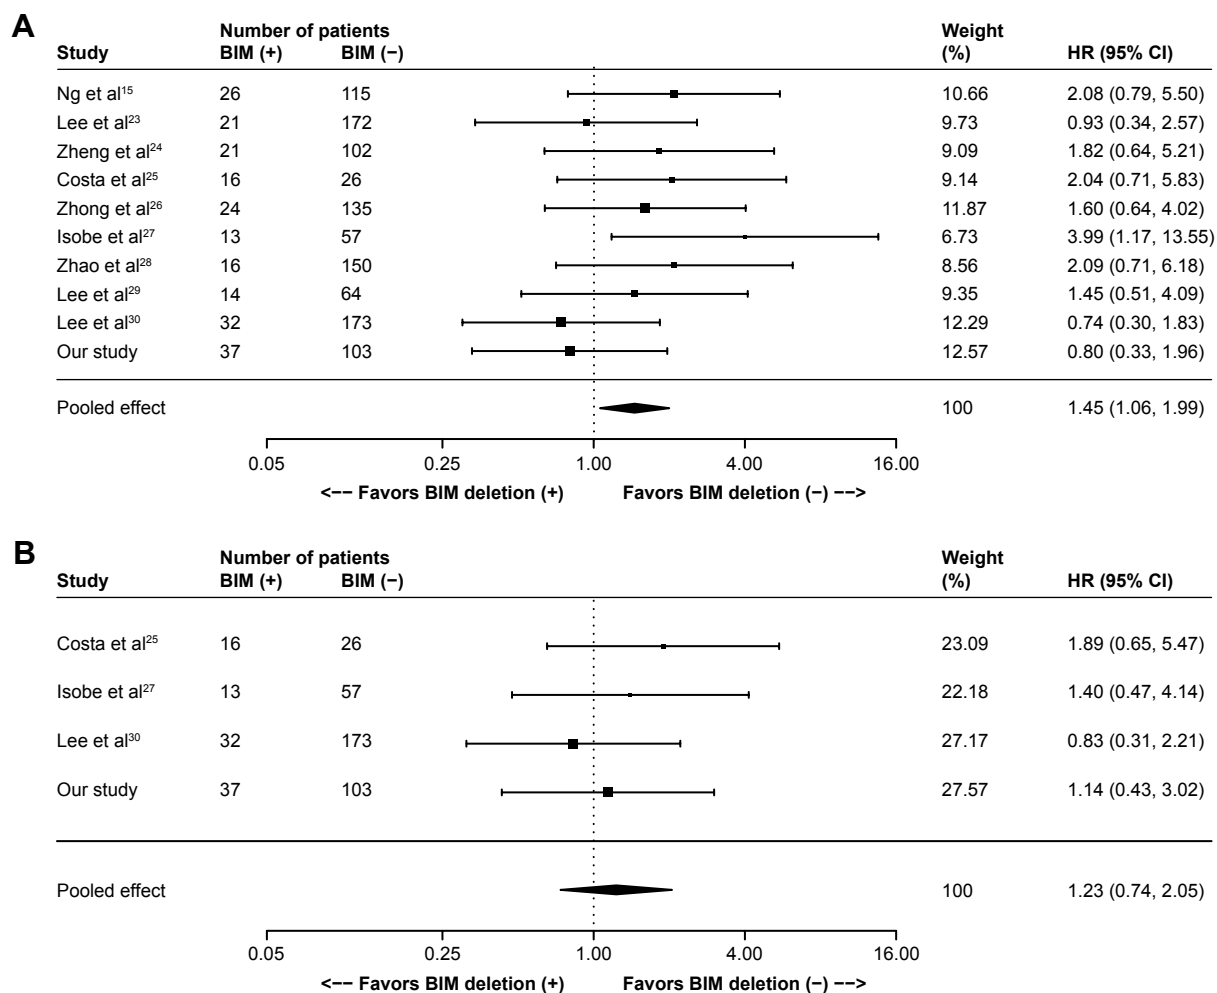 A
Number of patients Weight
Study BIM (+) BIM (−) (%) HR (95% CI)
Ng et al15 26 115 10.66 2.08 (0.79, 5.50)
Lee et al23 21 172 9.73 0.93 (0.34, 2.57)
Zheng et al24 21 102 9.09 1.82 (0.64, 5.21)
Costa et al25 16 26 9.14 2.04 (0.71, 5.83)
Zhong et al26 24 135 11.87 1.60 (0.64, 4.02)
Isobe et al27 13 57 6.73 3.99 (1.17, 13.55)
Zhao et al28 16 150 8.56 2.09 (0.71, 6.18)
Lee et al29 14 64 9.35 1.45 (0.51, 4.09)
Lee et al30 32 173 12.29 0.74 (0.30, 1.83)
Our study 37 103 12.57 0.80 (0.33, 1.96)
Pooled effect 100 1.45 (1.06, 1.99)
0.05 0.25 1.00 4.00 16.00
<−− Favors BIM deletion (+) Favors BIM deletion (−) −−>
B
Number of patients Weight
Study BIM (+) BIM (−) (%) HR (95% CI)
Costa et al25 16 26 23.09 1.89 (0.65, 5.47)
Isobe et al27 13 57 22.18 1.40 (0.47, 4.14)
Lee et al30 32 173 27.17 0.83 (0.31, 2.21)
Our study 37 103 27.57 1.14 (0.43, 3.02)
Pooled effect 100 1.23 (0.74, 2.05)
0.05 0.25 1.00 4.00 16.00
<−− Favors BIM deletion (+) Favors BIM deletion (−) −−>